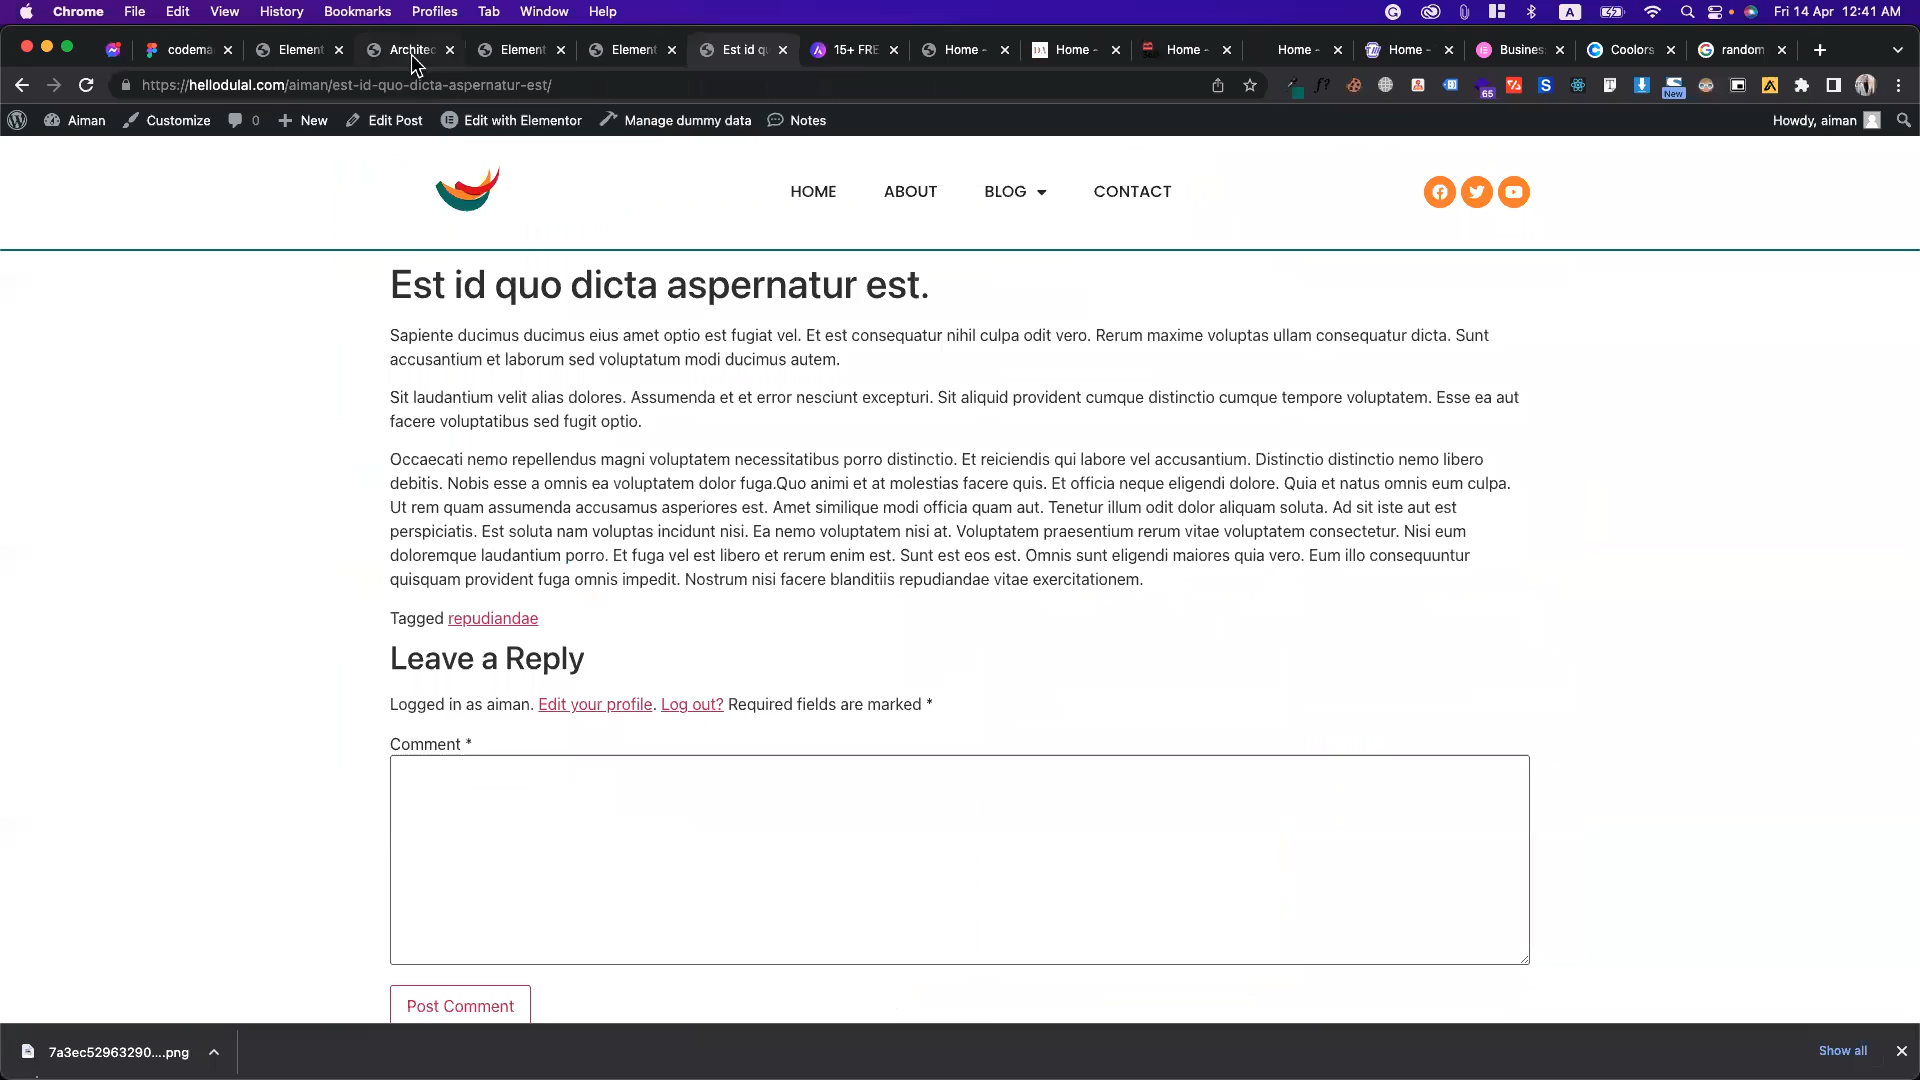 Chrome File Edit View History Bookmarks Profiles Tab Window Help A Fri 14 Apr 12:41 AM
codema Element Architec Element Element Est id qu 15+ FRE Home - Home - Home - Home - Home - Busines Coolors random
https://hellodulal.com/aiman/est-id-quo-dicta-aspernatur-est/ f? 65 S T New
Aiman Customize 0 New Edit Post Edit with Elementor Manage dummy data Notes Howdy, aiman
HOME ABOUT BLOG CONTACT
Est id quo dicta aspernatur est.
Sapiente ducimus ducimus eius amet optio est fugiat vel. Et est consequatur nihil culpa odit vero. Rerum maxime voluptas ullam consequatur dicta. Sunt
accusantium et laborum sed voluptatum modi ducimus autem.
Sit laudantium velit alias dolores. Assumenda et et error nesciunt excepturi. Sit aliquid provident cumque distinctio cumque tempore voluptatem. Esse ea aut
facere voluptatibus sed fugit optio.
Occaecati nemo repellendus magni voluptatem necessitatibus porro distinctio. Et reiciendis qui labore vel accusantium. Distinctio distinctio nemo libero
debitis. Nobis esse a omnis ea voluptatem dolor fuga.Quo animi et at molestias facere quis. Et officia neque eligendi dolore. Quia et natus omnis eum culpa.
Ut rem quam assumenda accusamus asperiores est. Amet similique modi officia quam aut. Tenetur illum odit dolor aliquam soluta. Ad sit iste aut est
perspiciatis. Est soluta nam voluptas incidunt nisi. Ea nemo voluptatem nisi at. Voluptatem praesentium rerum vitae voluptatem consectetur. Nisi eum
doloremque laudantium porro. Et fuga vel est libero et rerum enim est. Sunt est eos est. Omnis sunt eligendi maiores quia vero. Eum illo consequuntur
quisquam provident fuga omnis impedit. Nostrum nisi facere blanditiis repudiandae vitae exercitationem.
Tagged repudiandae
Leave a Reply
Logged in as aiman. Edit your profile. Log out? Required fields are marked *
Comment *
Post Comment
7a3ec52963290....png Show all